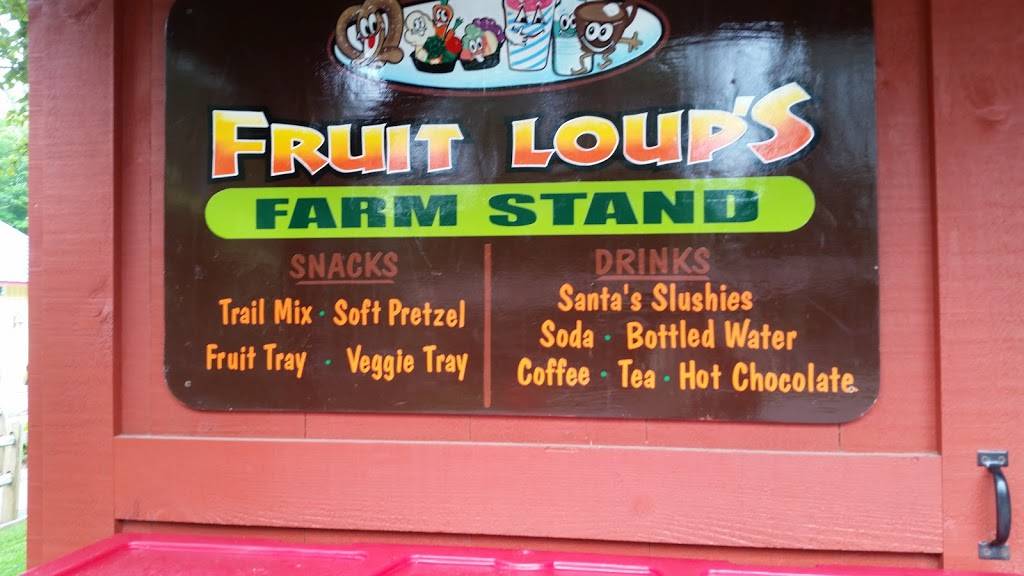 FRUIT LOUP'S
FARM STAND
SNACKS
Trail Mix · Soft Pretzel
Fruit Tray · Veggie Tray
DRINKS
Santa's Slushies
Soda · Bottled Water
Coffee · Tea · Hot Chocolate